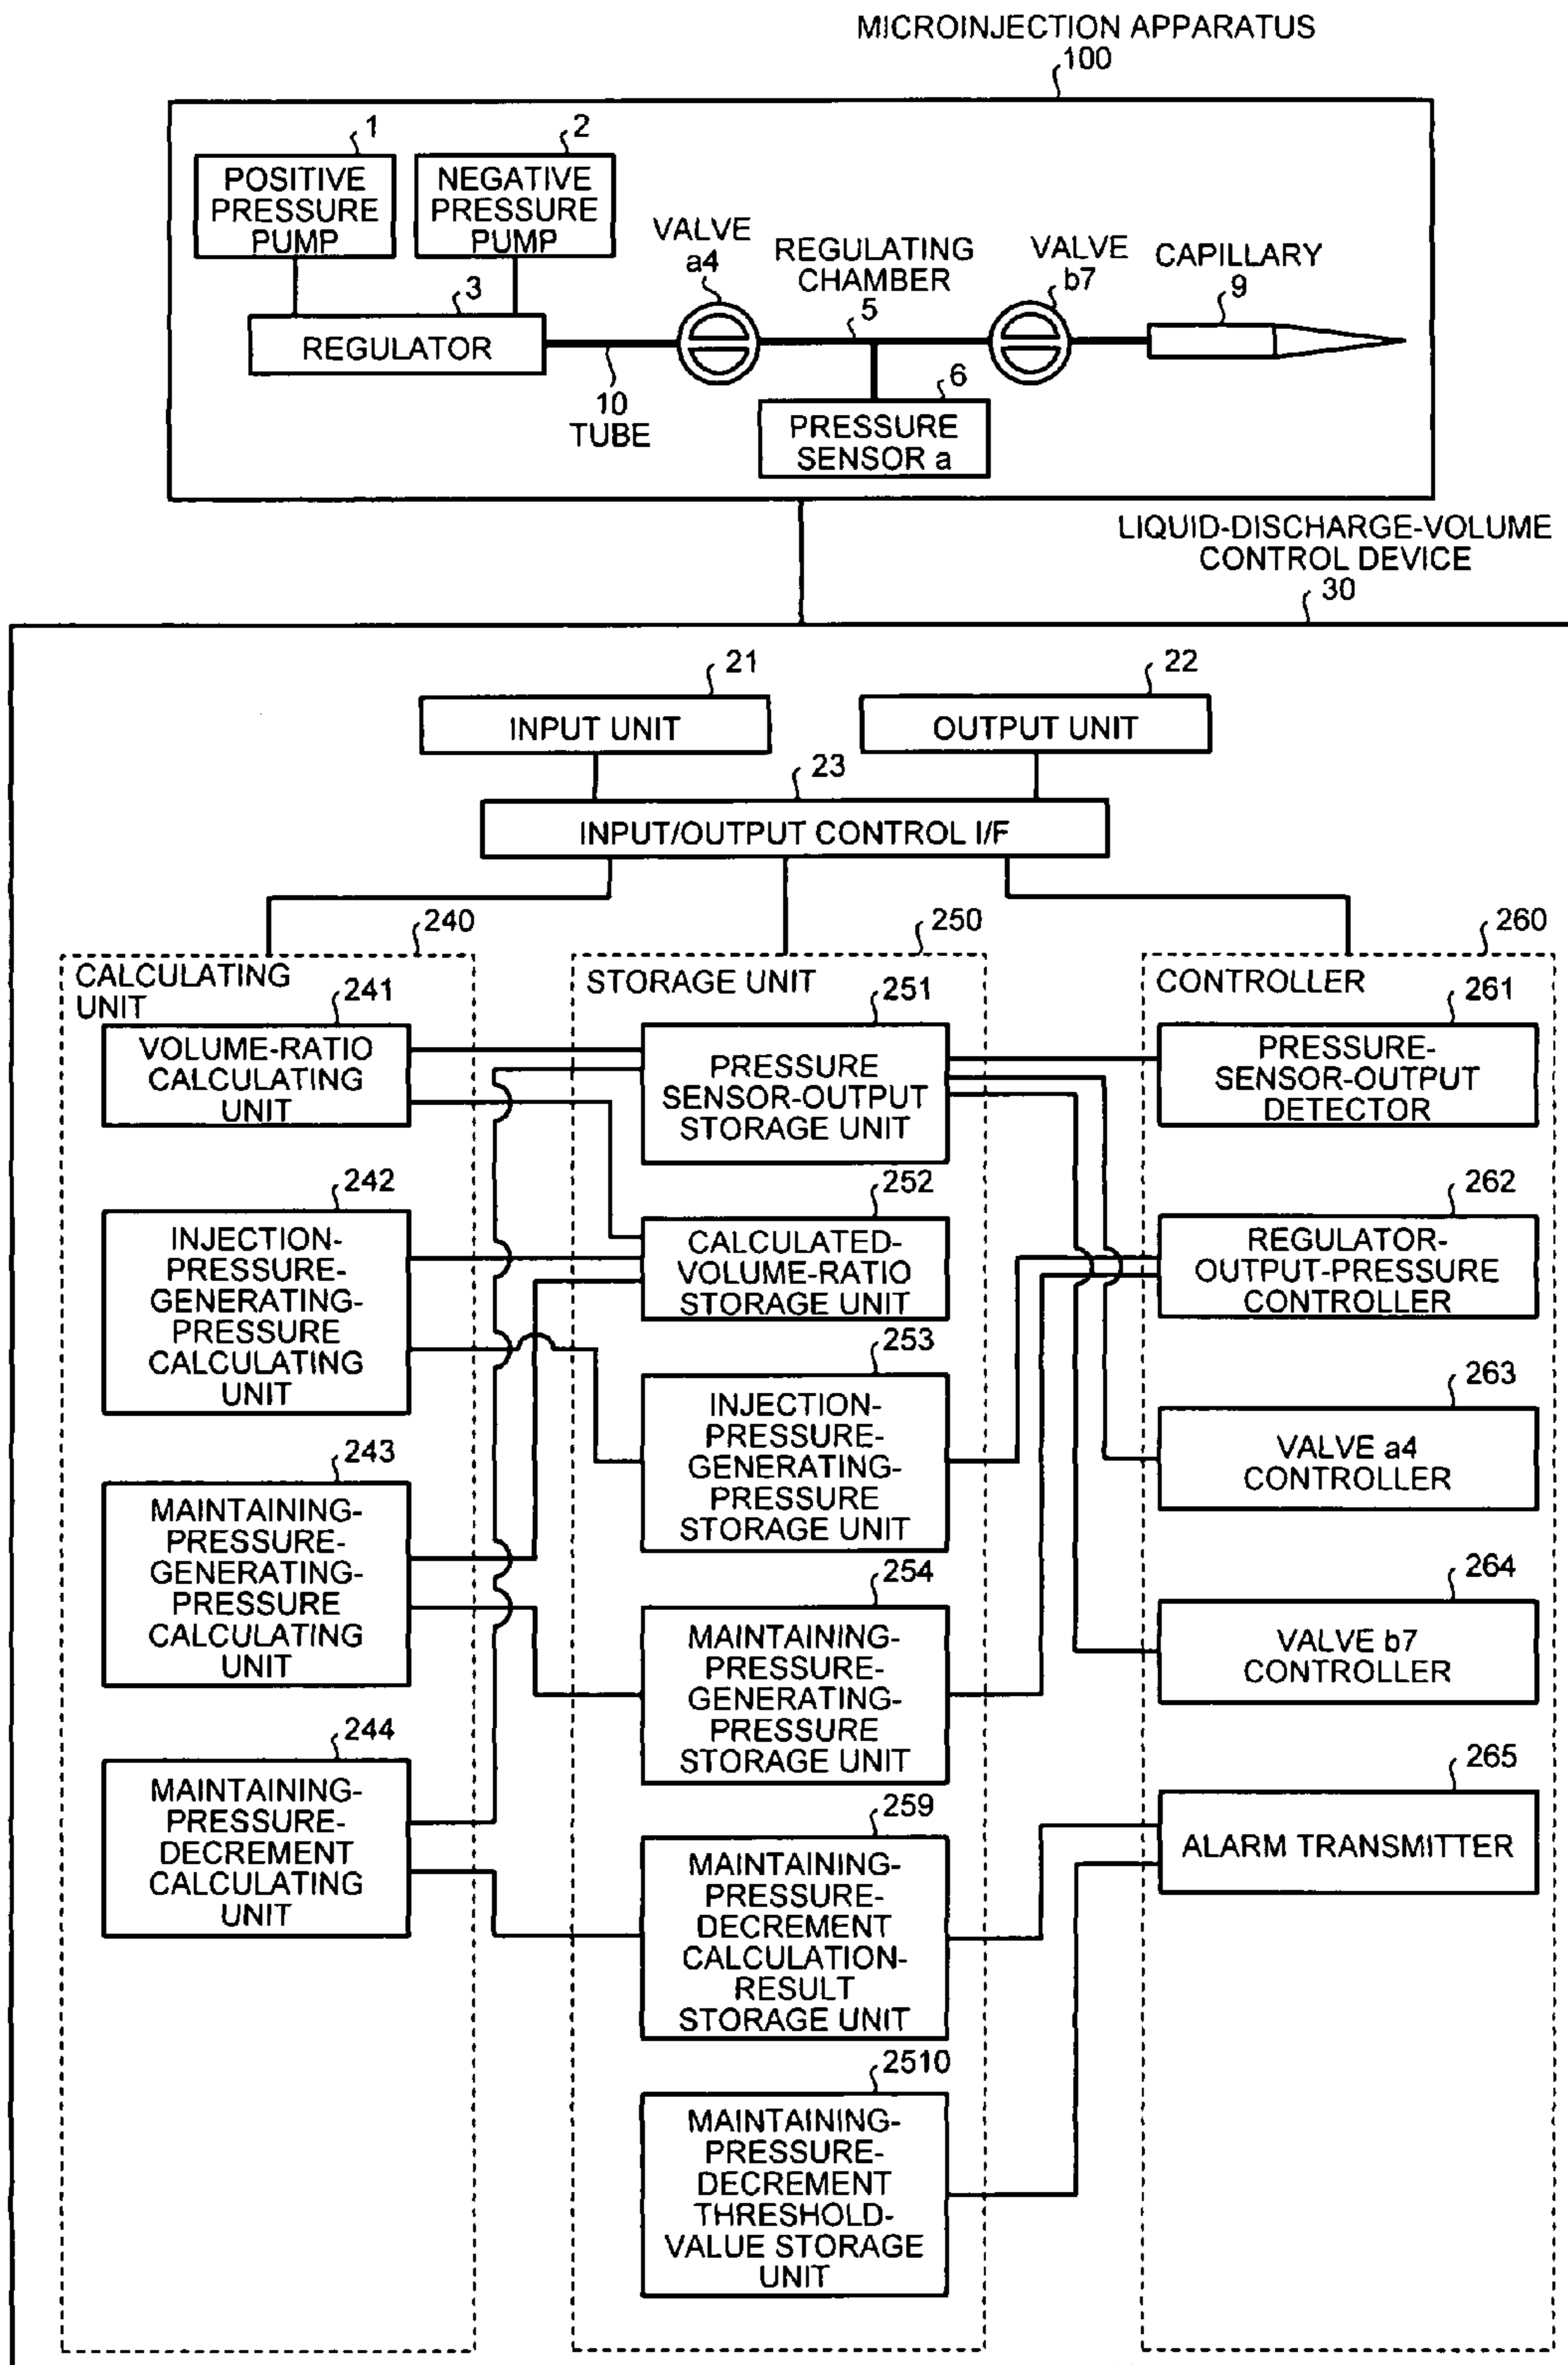 MICROINJECTION APPARATUS
100
1
2
POSITIVE
PRESSURE
PUMP
NEGATIVE
PRESSURE
PUMP
VALVE
a4
REGULATING
CHAMBER
5
VALVE
b7
CAPILLARY
9
3
REGULATOR
10
TUBE
6
PRESSURE
SENSOR a
LIQUID-DISCHARGE-VOLUME
CONTROL DEVICE
30
21
INPUT UNIT
22
OUTPUT UNIT
23
INPUT/OUTPUT CONTROL I/F
240
CALCULATING
UNIT
241
VOLUME-RATIO
CALCULATING
UNIT
242
INJECTION-
PRESSURE-
GENERATING-
PRESSURE
CALCULATING
UNIT
243
MAINTAINING-
PRESSURE-
GENERATING-
PRESSURE
CALCULATING
UNIT
244
MAINTAINING-
PRESSURE-
DECREMENT
CALCULATING
UNIT
250
STORAGE UNIT
251
PRESSURE
SENSOR-OUTPUT
STORAGE UNIT
252
CALCULATED-
VOLUME-RATIO
STORAGE UNIT
253
INJECTION-
PRESSURE-
GENERATING-
PRESSURE
STORAGE UNIT
254
MAINTAINING-
PRESSURE-
GENERATING-
PRESSURE
STORAGE UNIT
259
MAINTAINING-
PRESSURE-
DECREMENT
CALCULATION-
RESULT
STORAGE UNIT
2510
MAINTAINING-
PRESSURE-
DECREMENT
THRESHOLD-
VALUE STORAGE
UNIT
260
CONTROLLER
261
PRESSURE-
SENSOR-OUTPUT
DETECTOR
262
REGULATOR-
OUTPUT-PRESSURE
CONTROLLER
263
VALVE a4
CONTROLLER
264
VALVE b7
CONTROLLER
265
ALARM TRANSMITTER